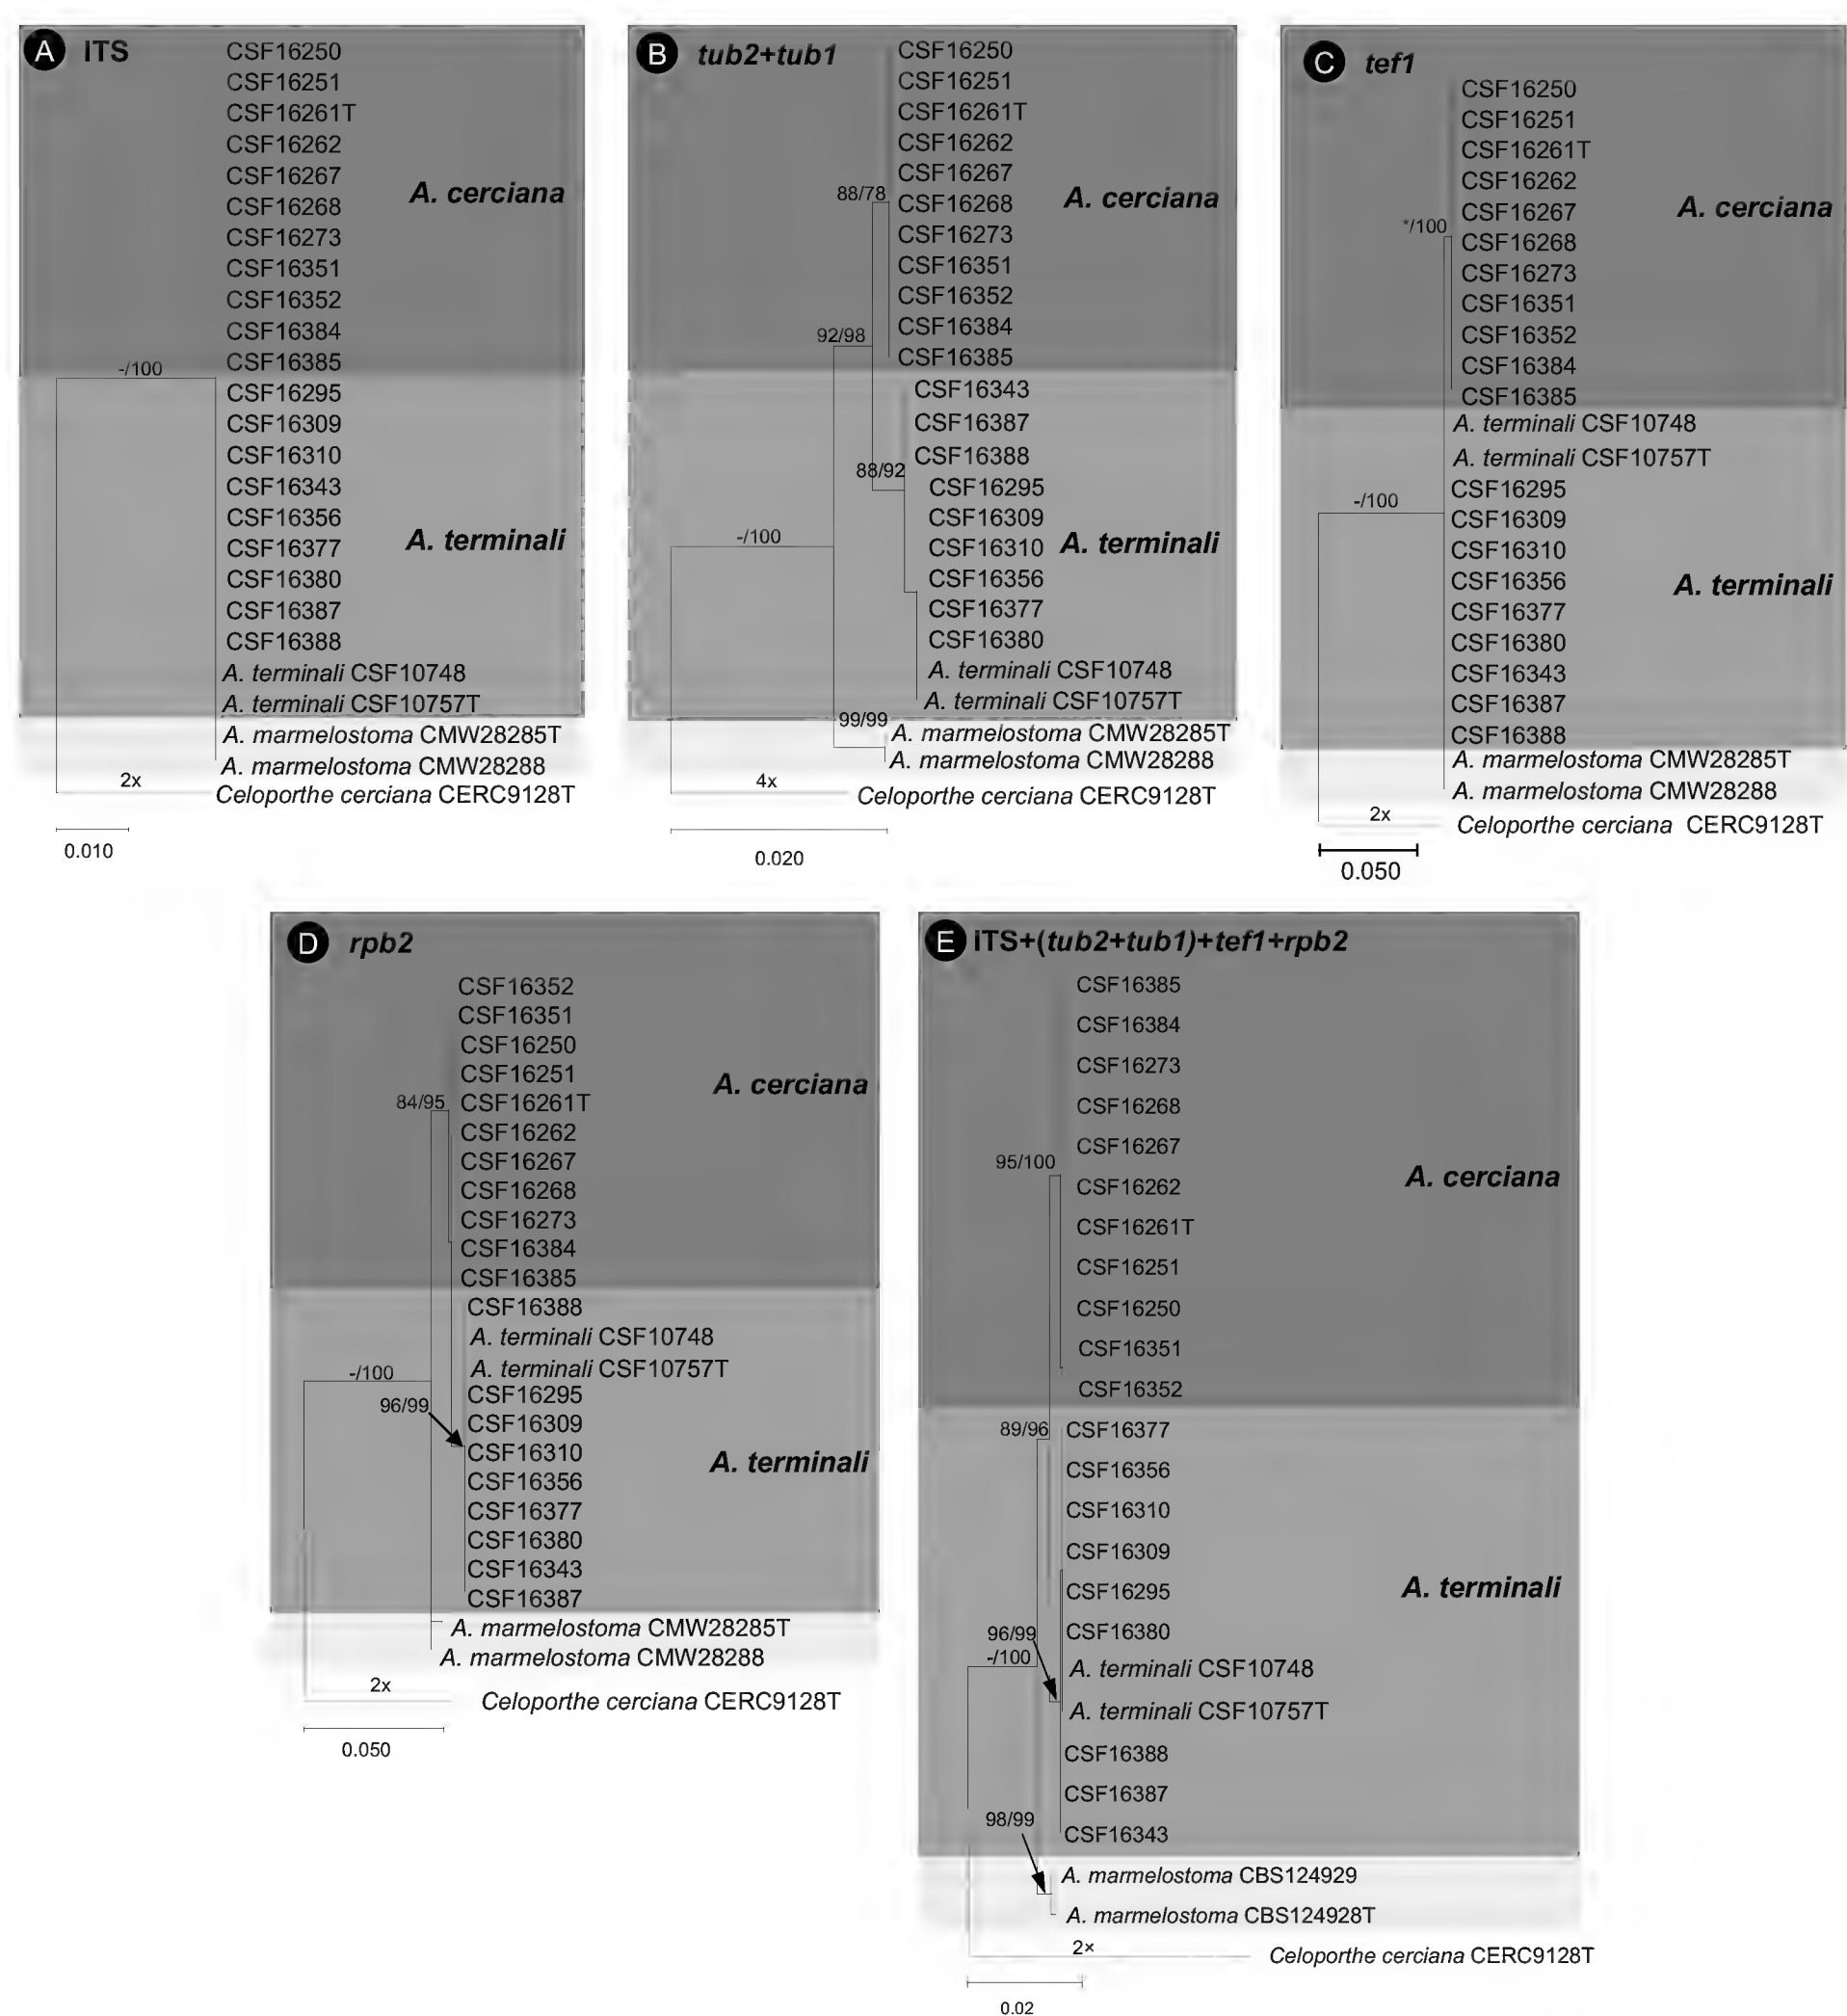 A ITS
CSF16250
CSF16251
CSF16261T
CSF16262
CSF16267
A. cerciana
CSF16268
CSF16273
CSF16351
CSF16352
CSF16384
CSF16385
-/100
CSF16295
CSF16309
CSF16310
CSF16343
CSF16356
A. terminali
CSF16377
CSF16380
CSF16387
CSF16388
A. terminali CSF10748
A. terminali CSF10757T
A. marmelostoma CMW28285T
A. marmelostoma CMW28288
2x
Celoporthe cerciana CERC9128T
0.010
B tub2+tub1
CSF16250
CSF16251
CSF16261T
CSF16262
CSF16267
88/78
A. cerciana
CSF16268
CSF16273
CSF16351
CSF16352
CSF16384
92/98
CSF16385
CSF16343
CSF16387
CSF16388
88/92
CSF16295
CSF16309
-/100
CSF16310
A. terminali
CSF16356
CSF16377
CSF16380
A. terminali CSF10748
A. terminali CSF10757T
99/99
A. marmelostoma CMW28285T
A. marmelostoma CMW28288
4x
Celoporthe cerciana CERC9128T
0.020
C tef1
CSF16250
CSF16251
CSF16261T
CSF16262
CSF16267
A. cerciana
*/100
CSF16268
CSF16273
CSF16351
CSF16352
CSF16384
CSF16385
A. terminali CSF10748
A. terminali CSF10757T
CSF16295
-/100
CSF16309
CSF16310
CSF16356
A. terminali
CSF16377
CSF16380
CSF16343
CSF16387
CSF16388
A. marmelostoma CMW28285T
A. marmelostoma CMW28288
2x
Celoporthe cerciana CERC9128T
0.050
D rpb2
CSF16352
CSF16351
CSF16250
CSF16251
A. cerciana
84/95
CSF16261T
CSF16262
CSF16267
CSF16268
CSF16273
CSF16384
CSF16385
CSF16388
A. terminali CSF10748
A. terminali CSF10757T
-/100
CSF16295
96/99
CSF16309
CSF16310
A. terminali
CSF16356
CSF16377
CSF16380
CSF16343
CSF16387
A. marmelostoma CMW28285T
A. marmelostoma CMW28288
2x
Celoporthe cerciana CERC9128T
0.050
E ITS+(tub2+tub1)+tef1+rpb2
CSF16385
CSF16384
CSF16273
CSF16268
CSF16267
95/100
A. cerciana
CSF16262
CSF16261T
CSF16251
CSF16250
CSF16351
CSF16352
89/96
CSF16377
CSF16356
CSF16310
CSF16309
CSF16295
A. terminali
CSF16380
96/99
-/100
A. terminali CSF10748
A. terminali CSF10757T
CSF16388
CSF16387
98/99
CSF16343
A. marmelostoma CBS124929
A. marmelostoma CBS124928T
2×
Celoporthe cerciana CERC9128T
0.02